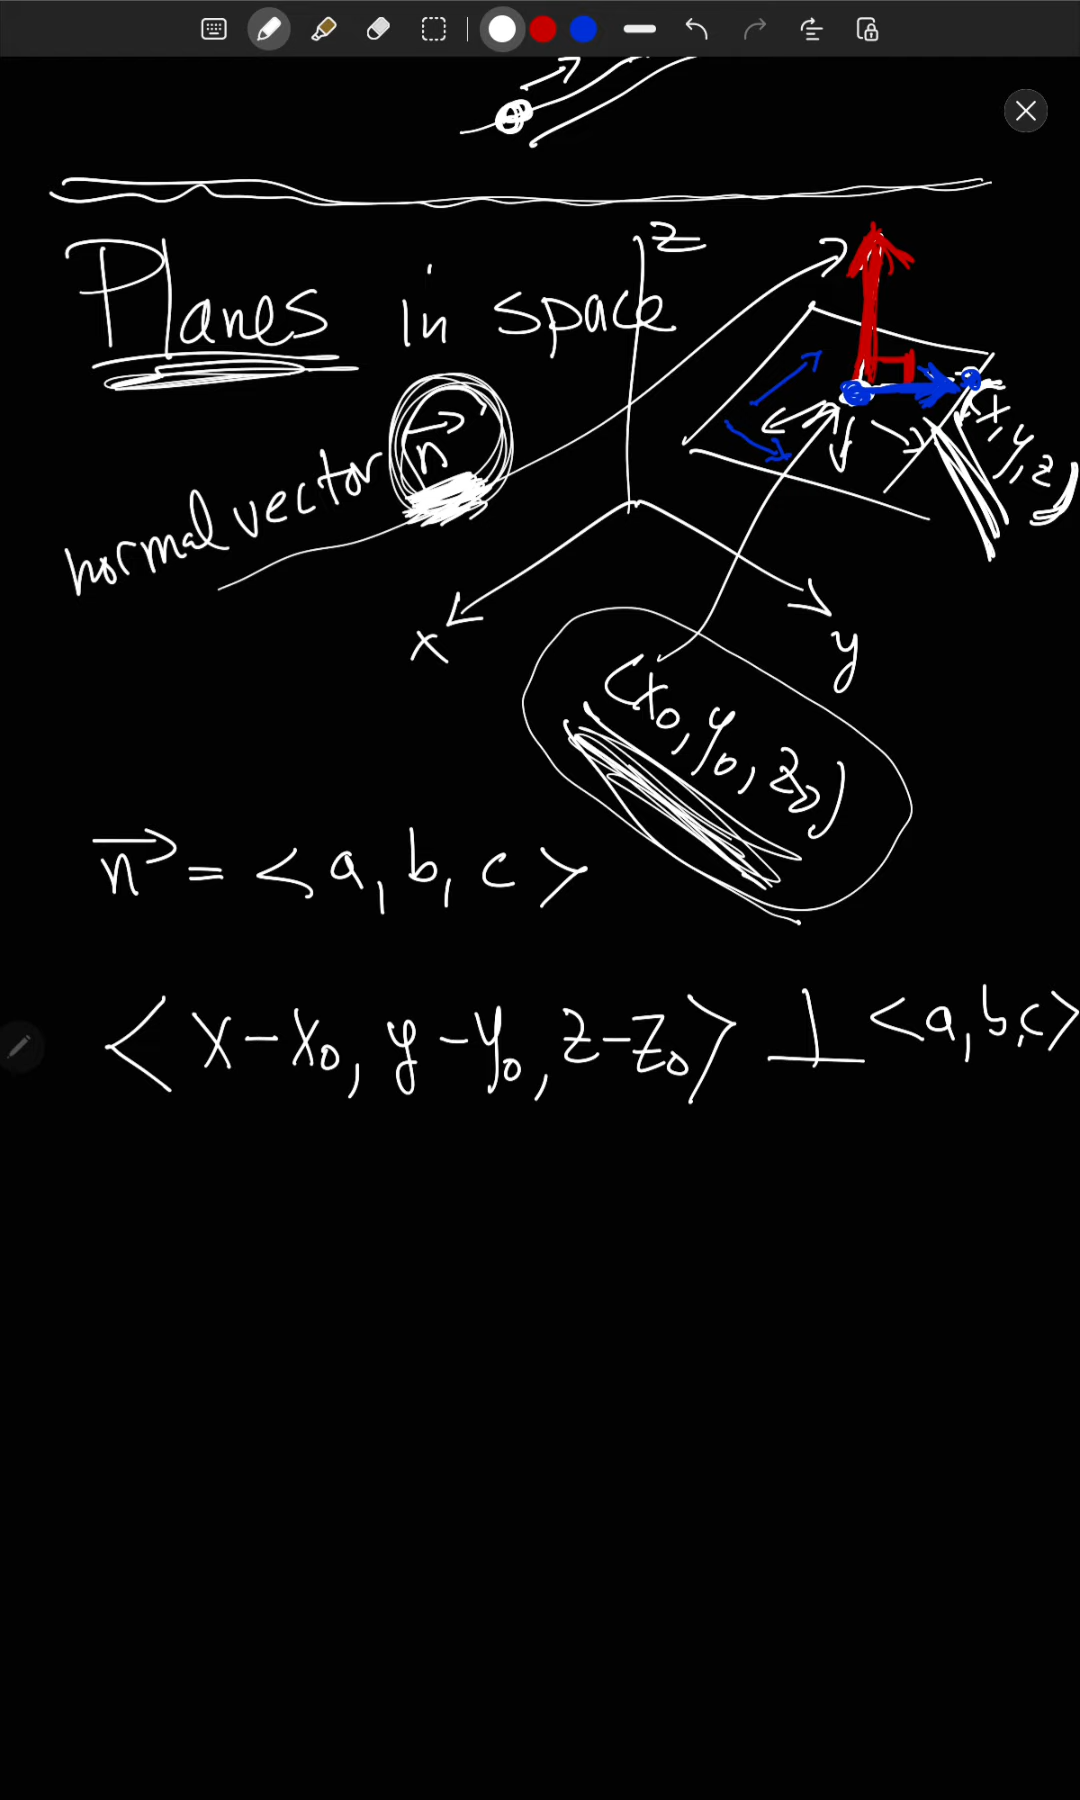 Planes in space
z
normal vector n⃗
(x, y, z)
x
y
(x₀, y₀, z₀)
n⃗ = <a, b, c>
<x-x₀, y-y₀, z-z₀> ⊥ <a, b, c>